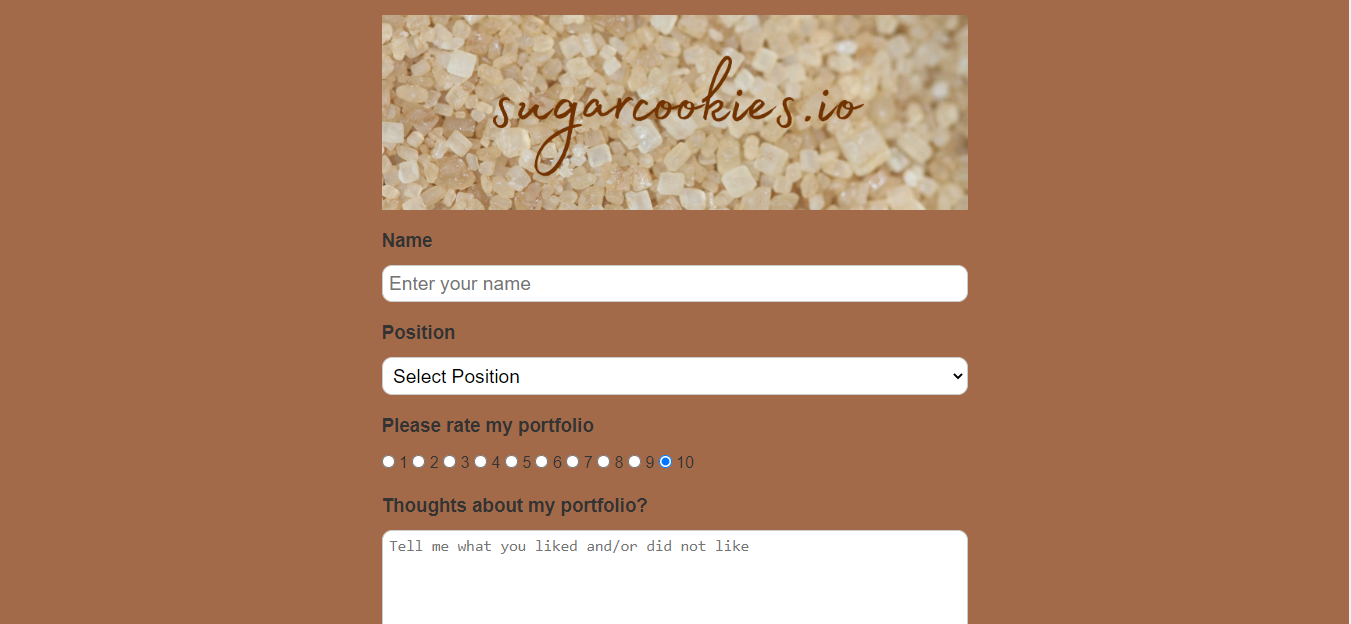 sugarcookies.io
Name
Enter your name
Position
Select Position
Please rate my portfolio
1 2 3 4 5 6 7 8 9 10
Thoughts about my portfolio?
Tell me what you liked and/or did not like